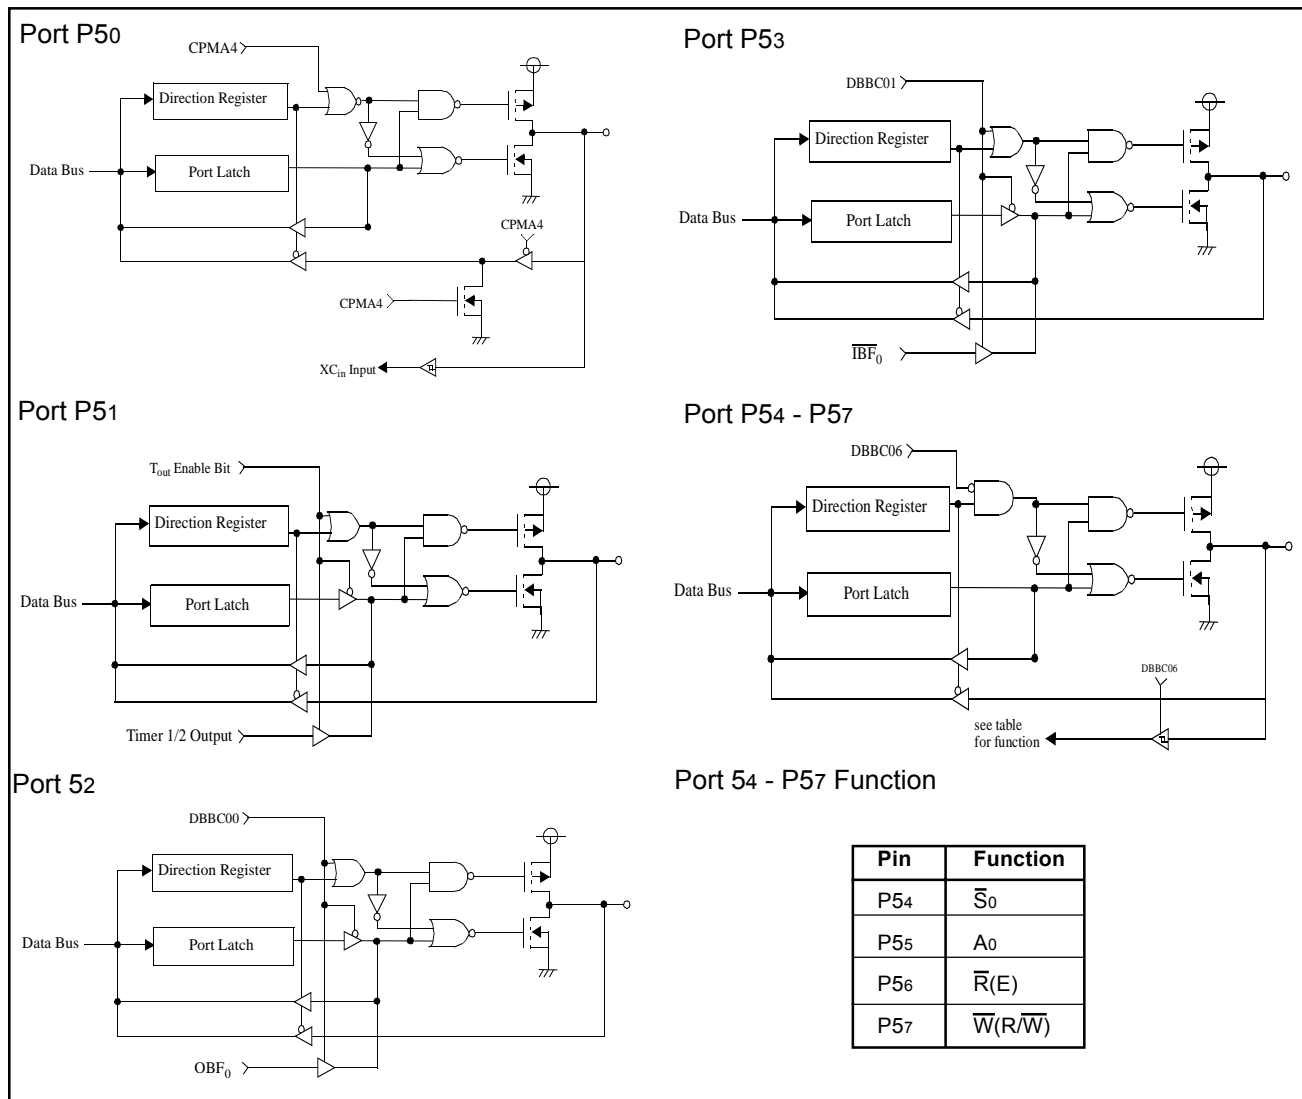 Port P50
CPMA4
Direction Register
Data Bus
Port Latch
CPMA4
CPMA4
XCin Input
Port P51
Tout Enable Bit
Direction Register
Data Bus
Port Latch
Timer 1/2 Output
Port 52
DBBC00
Direction Register
Data Bus
Port Latch
OBF0
Port P53
DBBC01
Direction Register
Data Bus
Port Latch
I̅B̅F̅0
Port P54 - P57
DBBC06
Direction Register
Data Bus
Port Latch
DBBC06
see table
for function
Port 54 - P57 Function
Pin Function
P54 S̅0
P55 A0
P56 R̅(E)
P57 W̅(R/W̅)